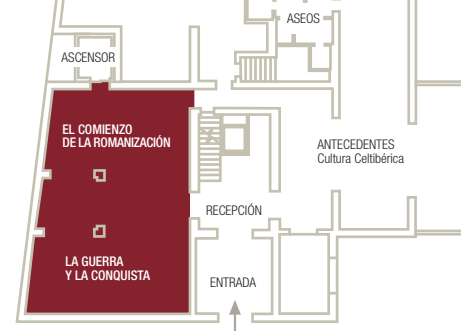 ASEOS
ASCENSOR
EL COMIENZO
DE LA ROMANIZACIÓN
ANTECEDENTES
Cultura Celtibérica
RECEPCIÓN
LA GUERRA
Y LA CONQUISTA
ENTRADA